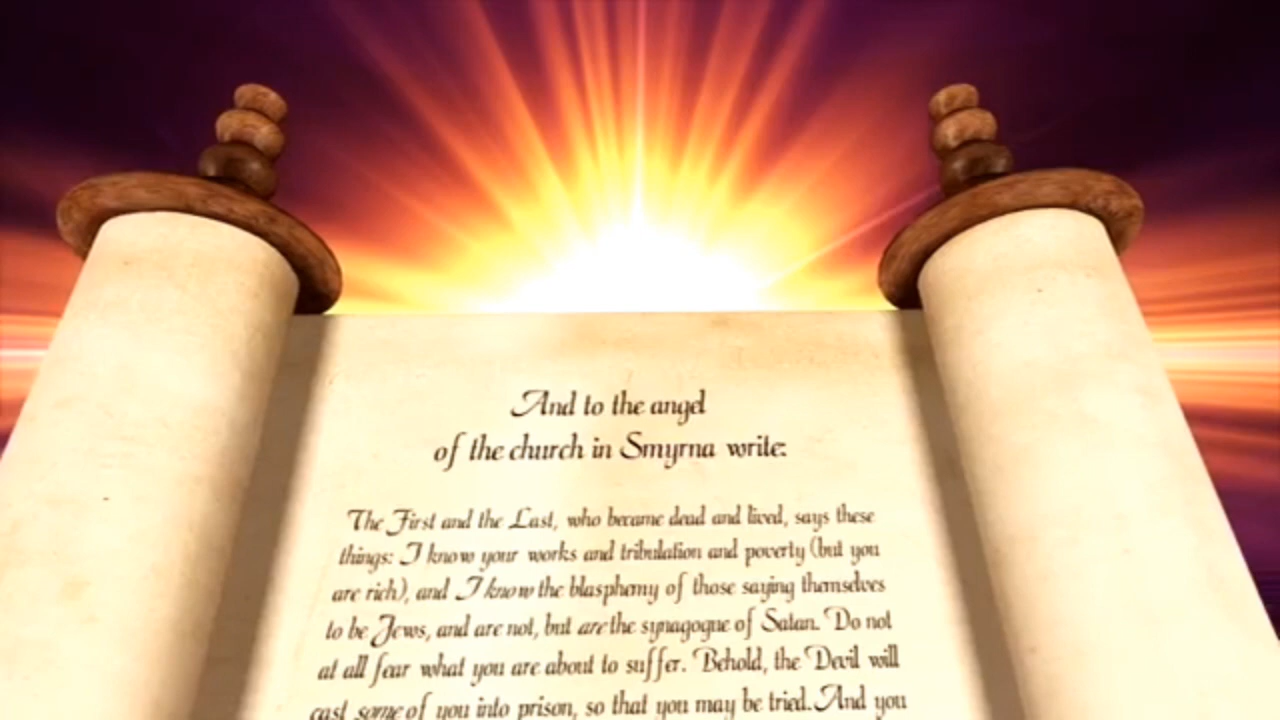 And to the angel
of the church in Smyrna write:
The First and the Last, who became dead and lived, says these
things: I know your works and tribulation and poverty (but you
are rich), and I know the blasphemy of those saying themselves
to be Jews, and are not, but are the synagogue of Satan. Do not
at all fear what you are about to suffer. Behold, the Devil will
cast some of you into prison, so that you may be tried. And you